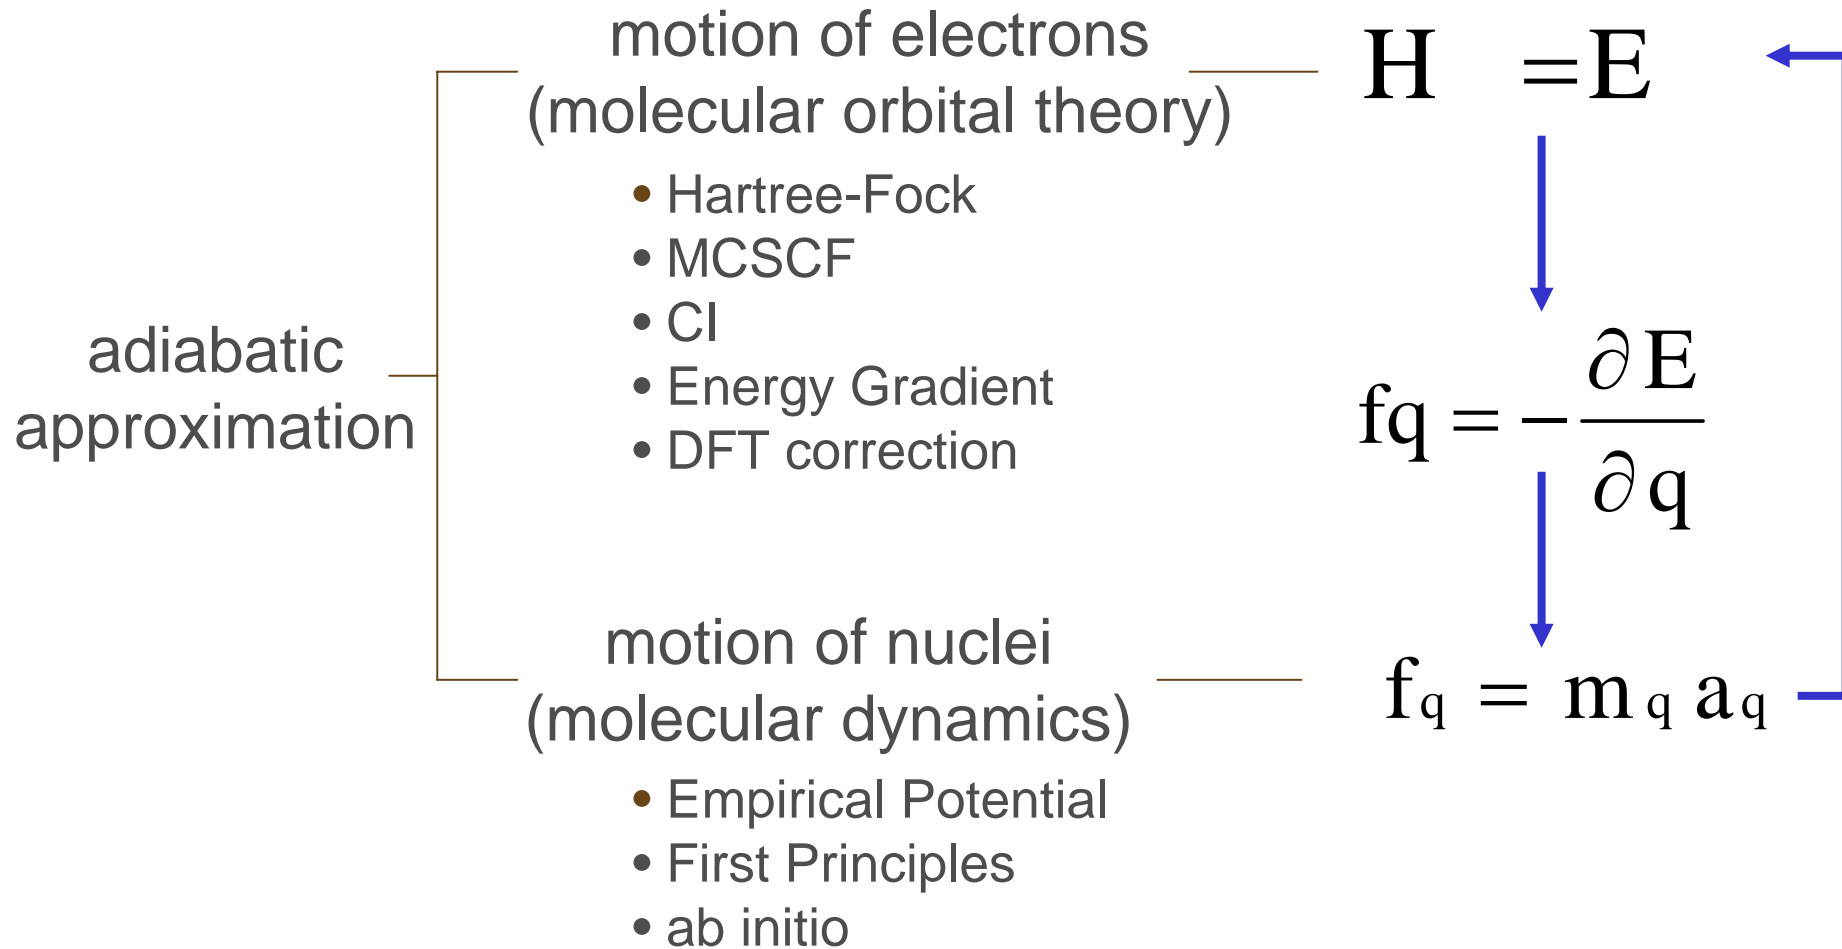 motion of electrons
(molecular orbital theory)
• Hartree-Fock
• MCSCF
• CI
• Energy Gradient
• DFT correction
adiabatic
approximation
motion of nuclei
(molecular dynamics)
• Empirical Potential
• First Principles
• ab initio
H =E
fq = − ∂E/∂q
fq = mq aq